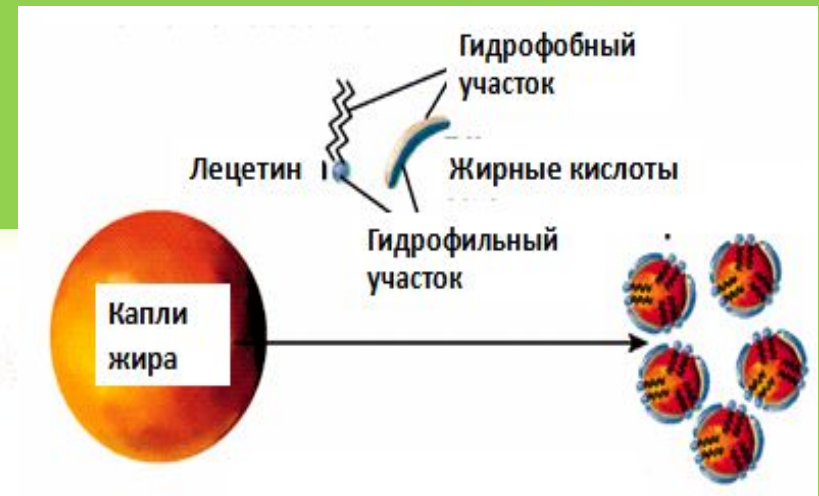 Гидрофобный
участок
Лецетин
Жирные кислоты
Гидрофильный
участок
Капли
жира